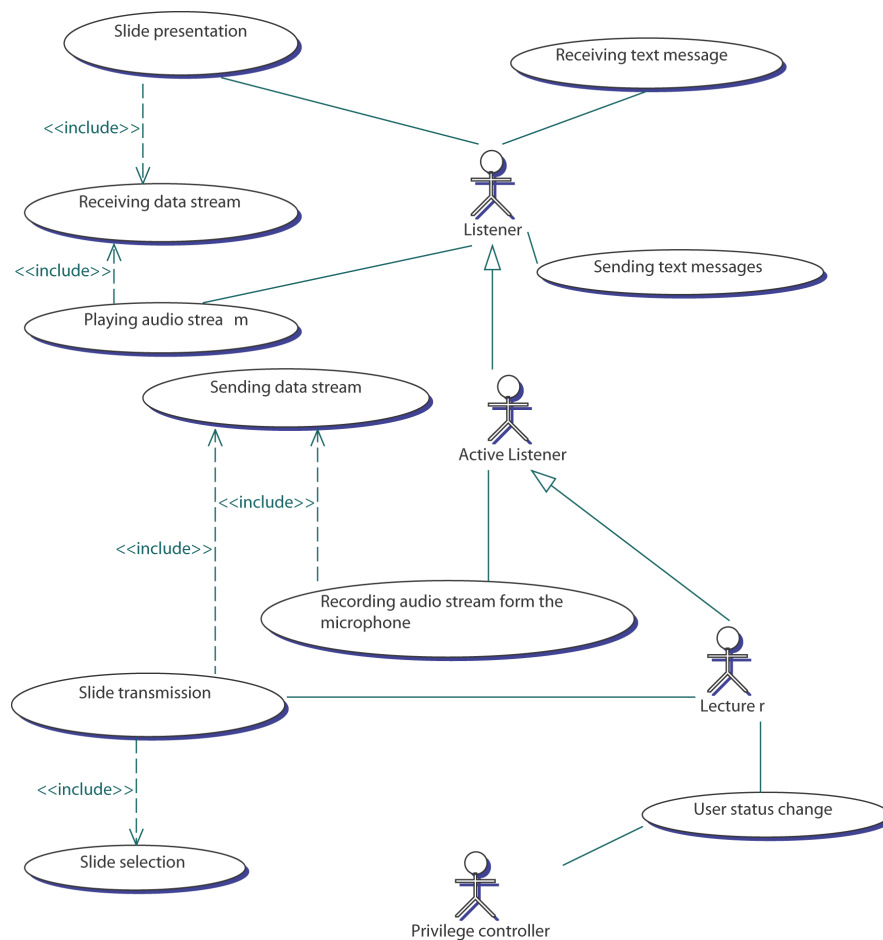 Slide presentation
Receiving text message
<<include>>
Receiving data stream
Listener
<<include>>
Sending text messages
Playing audio strea m
Sending data stream
Active Listener
<<include>>
<<include>>
Recording audio stream form the
microphone
Slide transmission
Lecture r
<<include>>
User status change
Slide selection
Privilege controller